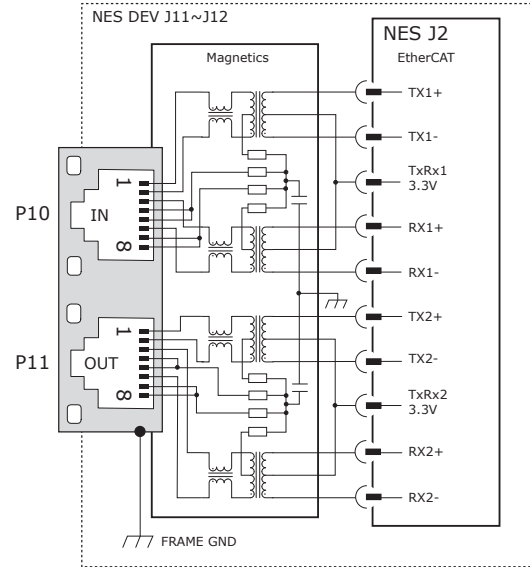 NES DEV J11~J12
NES J2
Magnetics
EtherCAT
TX1+
TX1-
TxRx1
3.3V
RX1+
RX1-
P10
1
IN
8
TX2+
TX2-
TxRx2
3.3V
RX2+
RX2-
P11
1
OUT
8
FRAME GND